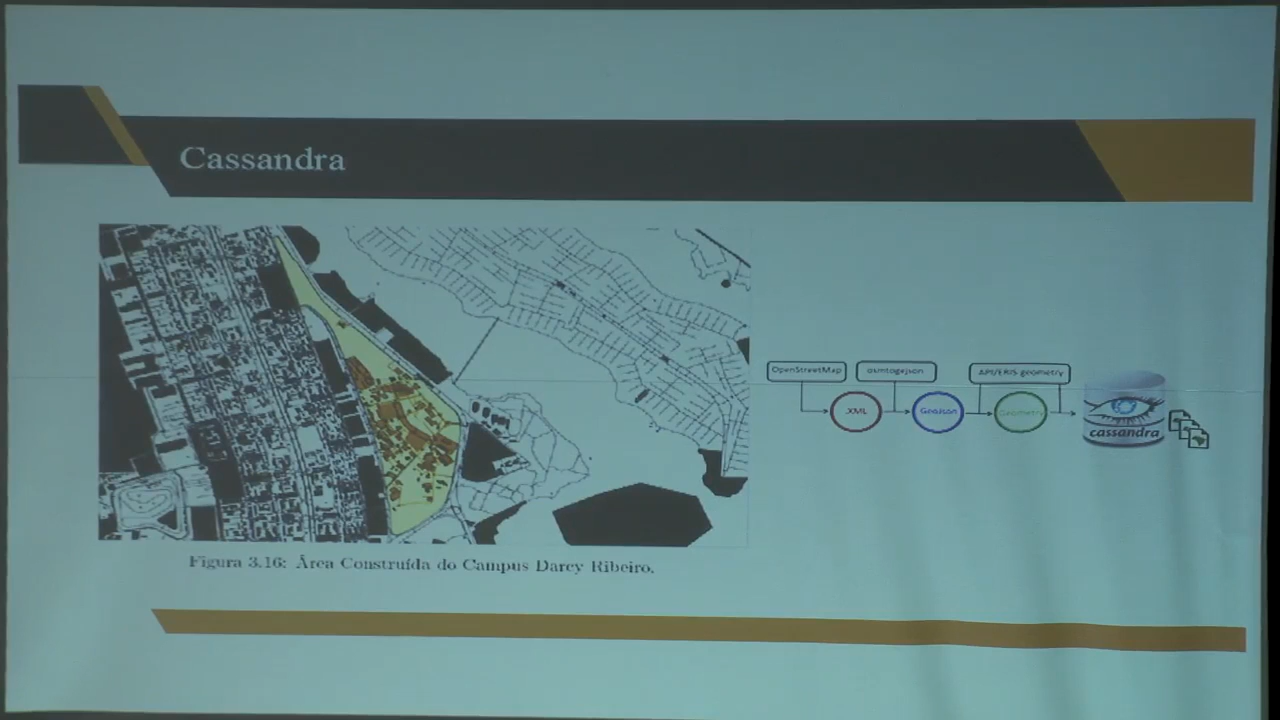 Cassandra
OpenStreetMap
osmtogejson
API/ERIS geometry
.XML
GeoJson
Geometry
cassandra
Figura 3.16: Área Construída do Campus Darcy Ribeiro.